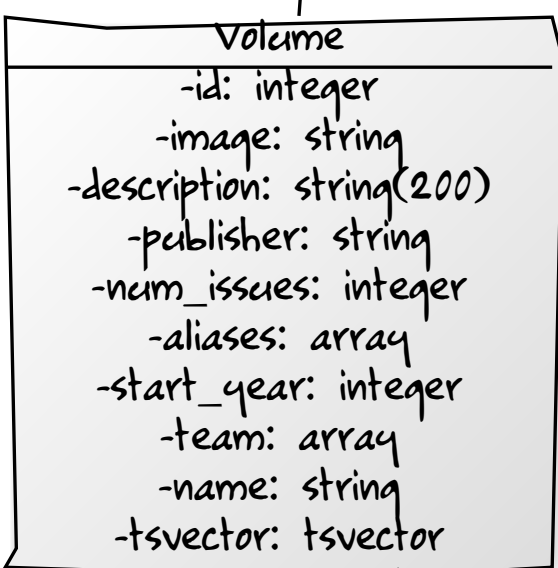 Volume
-id: integer
-image: string
-description: string(200)
-publisher: string
-num_issues: integer
-aliases: array
-start_year: integer
-team: array
-name: string
-tsvector: tsvector